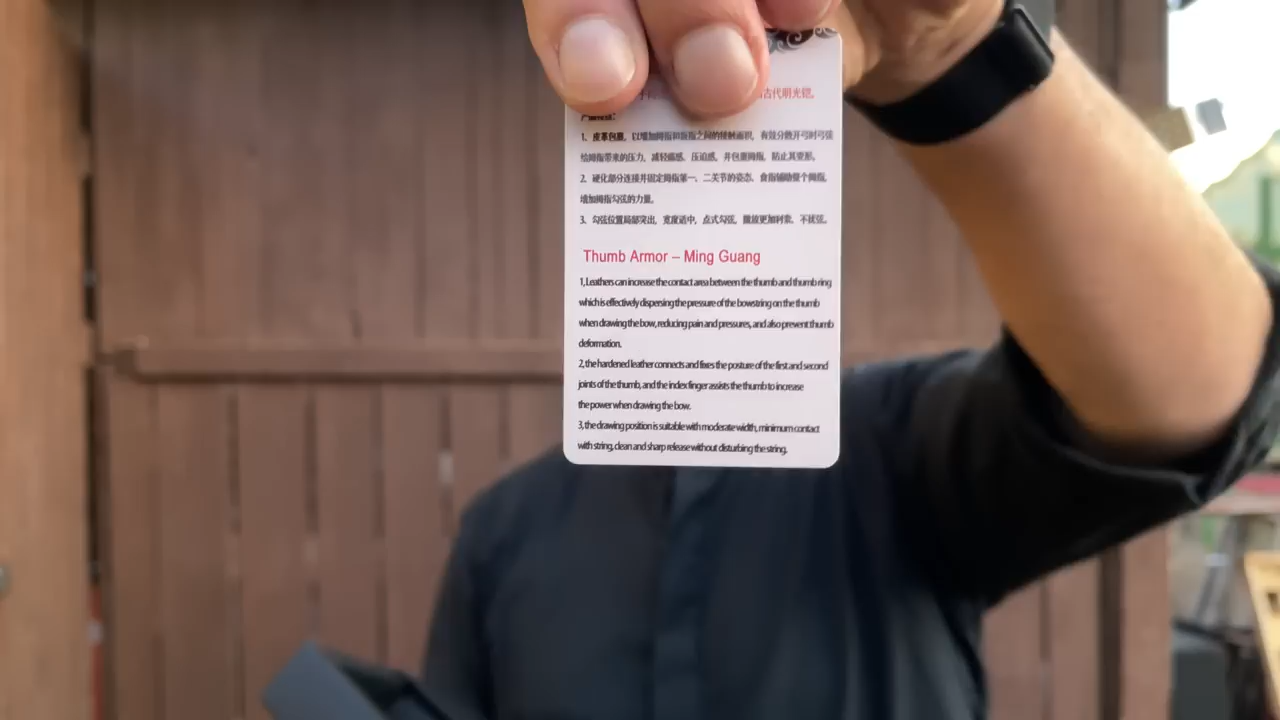 古代明光铠。
产品特点:
1、皮革包裹,以增加拇指和扳指之间的接触面积,有效分散开弓时弓弦
给拇指带来的压力,减轻痛感、压迫感,并包裹拇指,防止其变形。
2、硬化部分连接并固定拇指第一、二关节的姿态,食指辅助整个拇指,
增加拇指勾弦的力量。
3、勾弦位置局部突出,宽度适中,点式勾弦,撒放更加利索,不扰弦。
Thumb Armor – Ming Guang
1, Leathers can increase the contact area between the thumb and thumb ring
which is effectively dispersing the pressure of the bowstring on the thumb
when drawing the bow, reducing pain and pressures, and also prevent thumb
deformation.
2, the hardened leather connects and fixes the posture of the first and second
joints of the thumb, and the index finger assists the thumb to increase
the power when drawing the bow.
3, the drawing position is suitable with moderate width, minimum contact
with string, clean and sharp release without disturbing the string.